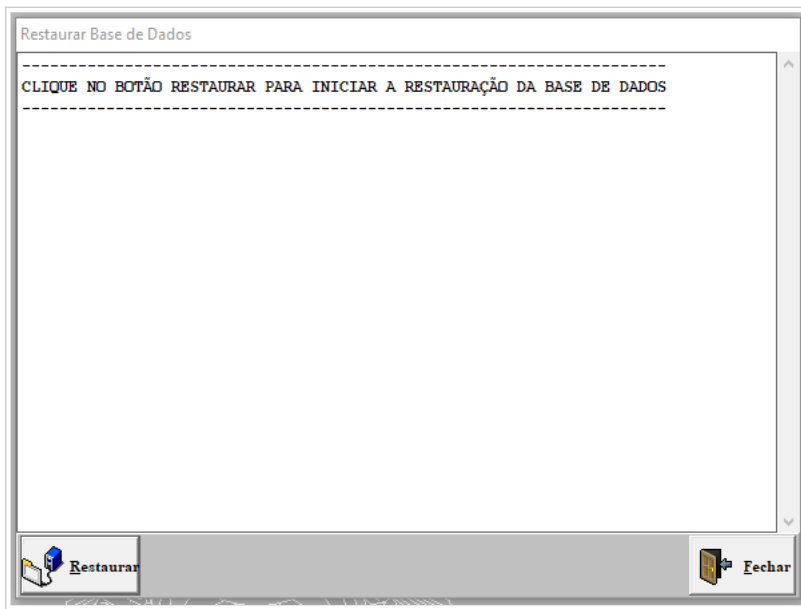 Restaurar Base de Dados
---------------------------------------------------------------------
CLIQUE NO BOTÃO RESTAURAR PARA INICIAR A RESTAURAÇÃO DA BASE DE DADOS
---------------------------------------------------------------------
Restaurar
Fechar